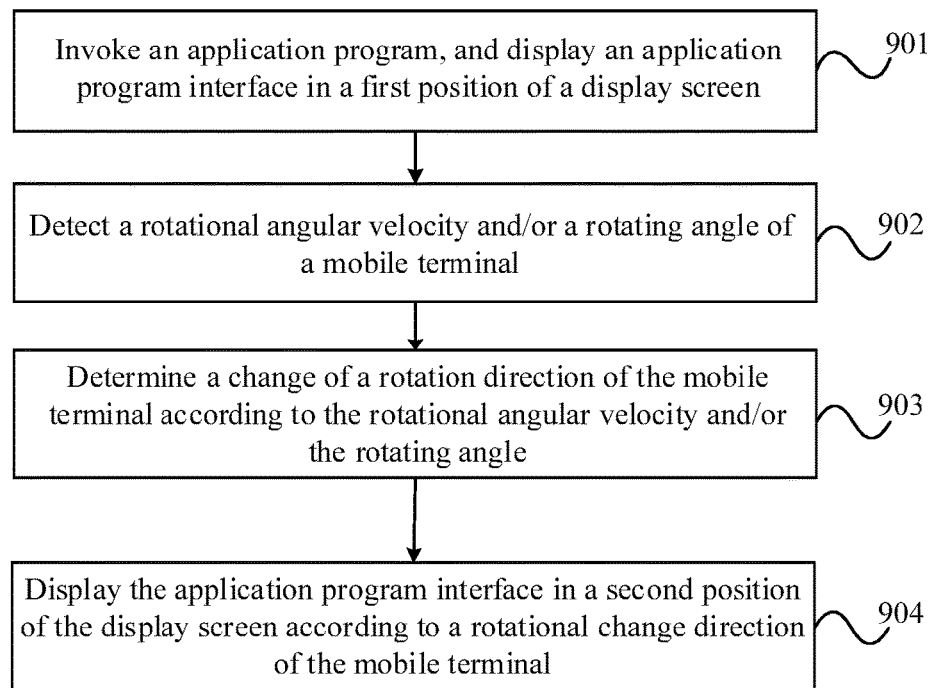 Invoke an application program, and display an application
program interface in a first position of a display screen
901
Detect a rotational angular velocity and/or a rotating angle of
a mobile terminal
902
Determine a change of a rotation direction of the mobile
terminal according to the rotational angular velocity and/or
the rotating angle
903
Display the application program interface in a second position
of the display screen according to a rotational change direction
of the mobile terminal
904